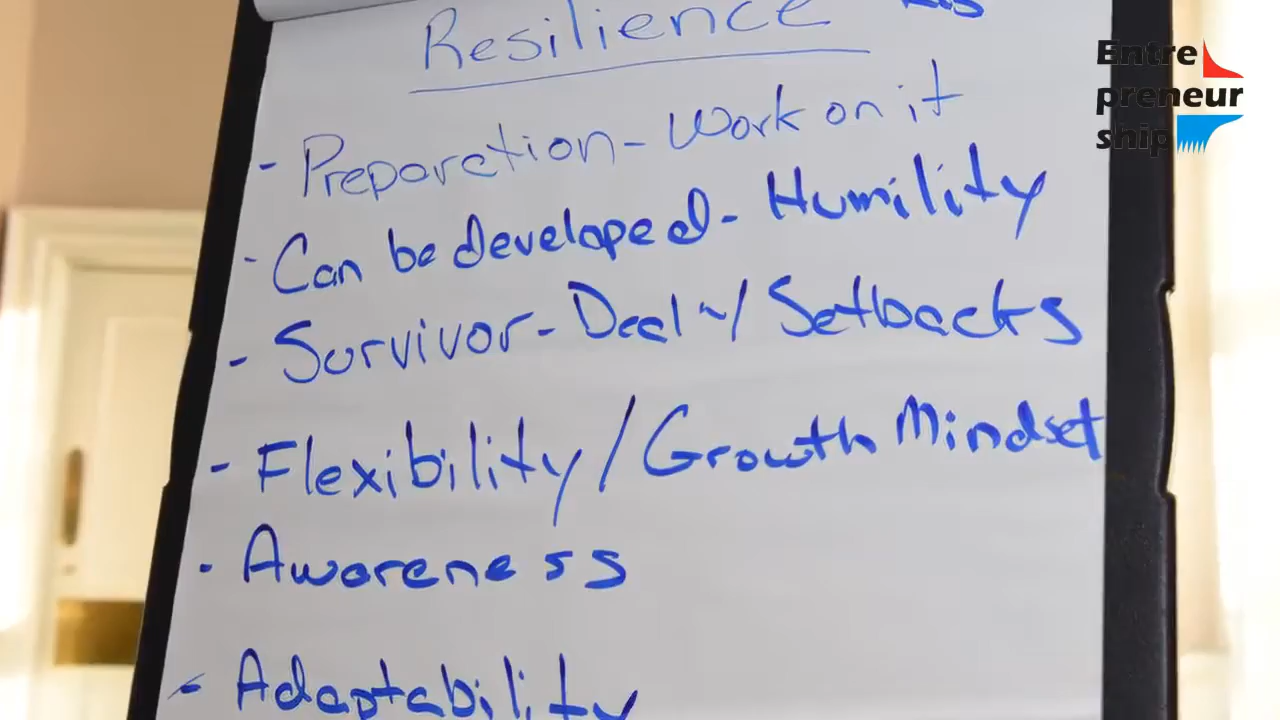 Resilience
- Preparation - Work on it
- Can be developed - Humility
- Survivor - Deal w/ Setbacks
- Flexibility / Growth Mindset
- Awareness
- Adaptability
Entre
preneur
ship